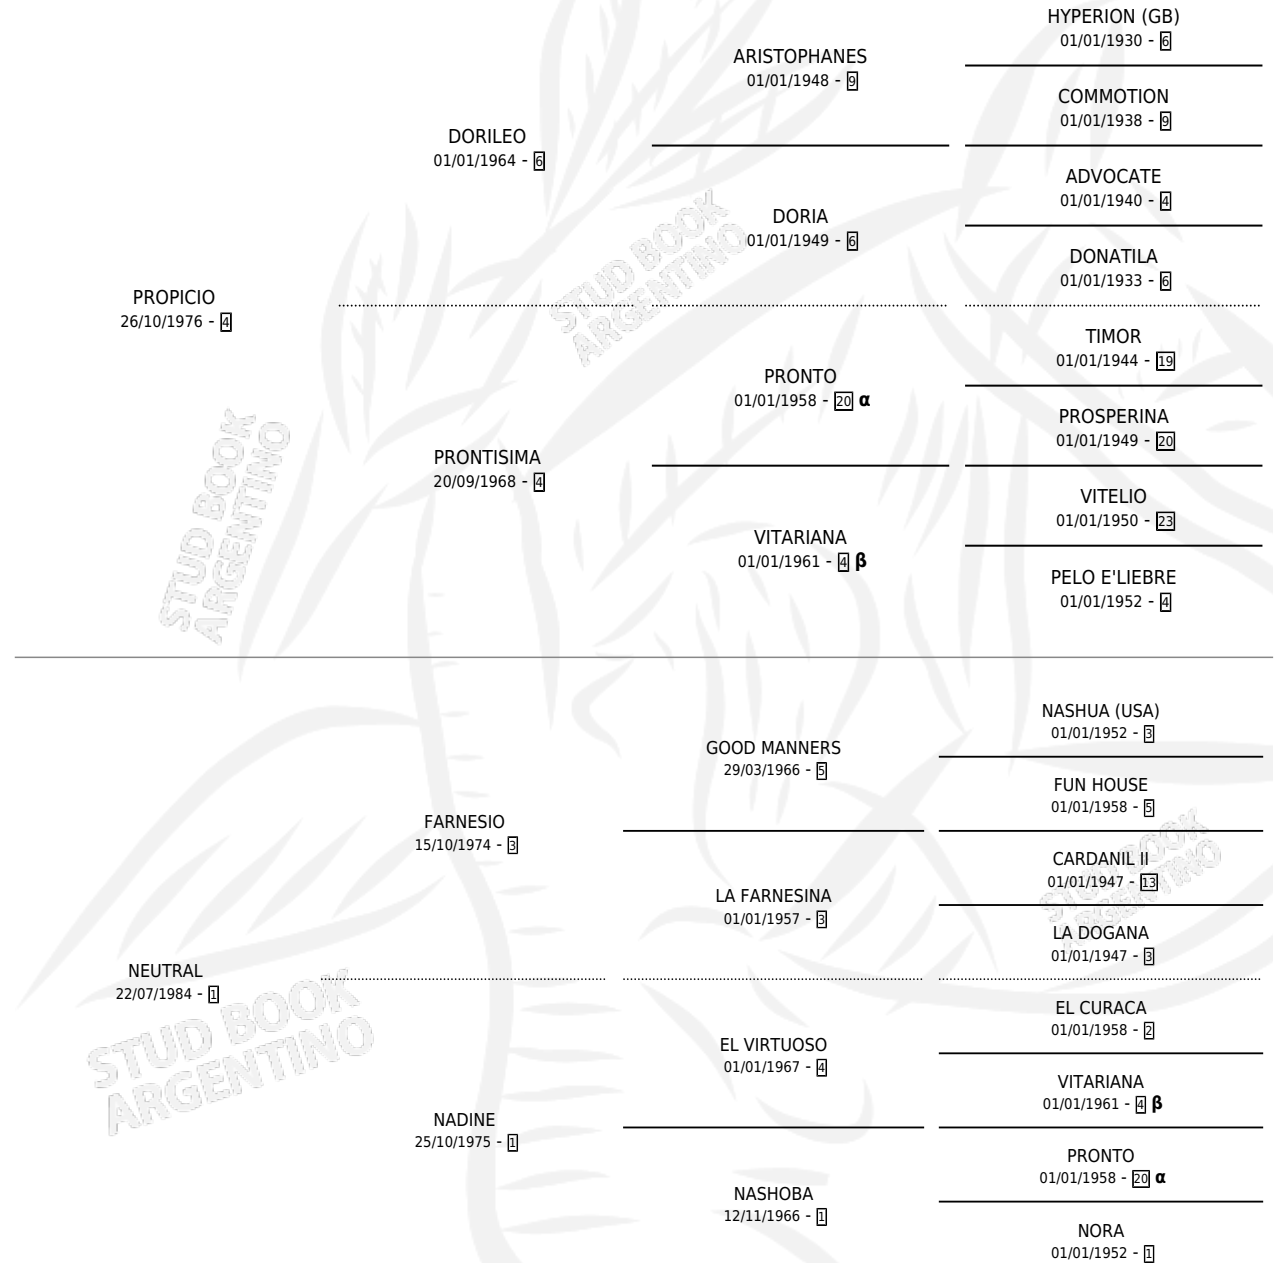 HYPERION (GB)
01/01/1930 - 6
ARISTOPHANES
01/01/1948 - 9
COMMOTION
01/01/1938 - 9
DORILEO
01/01/1964 - 6
ADVOCATE
01/01/1940 - 4
DORIA
01/01/1949 - 6
DONATILA
01/01/1933 - 6
STUD BOOK
ARGENTINO
PROPICIO
26/10/1976 - 4
TIMOR
01/01/1944 - 19
PRONTO
01/01/1958 - 20 α
PROSPERINA
01/01/1949 - 20
PRONTISIMA
20/09/1968 - 4
VITELIO
01/01/1950 - 23
VITARIANA
01/01/1961 - 4 β
PELO E'LIEBRE
01/01/1952 - 4
STUD BOOK
ARGENTINO
NASHUA (USA)
01/01/1952 - 3
GOOD MANNERS
29/03/1966 - 5
FUN HOUSE
01/01/1958 - 5
FARNESIO
15/10/1974 - 3
CARDANIL II
01/01/1947 - 13
LA FARNESINA
01/01/1957 - 3
LA DOGANA
01/01/1947 - 3
STUD BOOK
ARGENTINO
NEUTRAL
22/07/1984 - 1
EL CURACA
01/01/1958 - 2
EL VIRTUOSO
01/01/1967 - 4
VITARIANA
01/01/1961 - 4 β
STUD BOOK
ARGENTINO
NADINE
25/10/1975 - 1
PRONTO
01/01/1958 - 20 α
NASHOBA
12/11/1966 - 1
NORA
01/01/1952 - 1